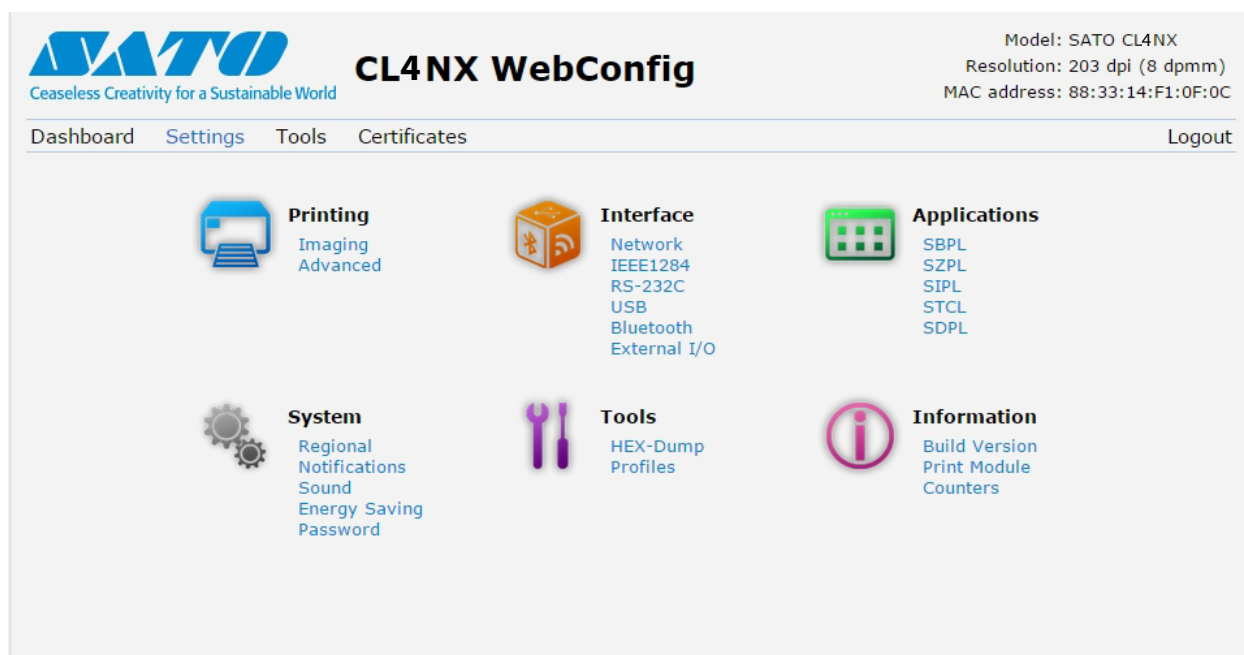 SATO
Ceaseless Creativity for a Sustainable World
CL4NX WebConfig
Model: SATO CL4NX
Resolution: 203 dpi (8 dpmm)
MAC address: 88:33:14:F1:0F:0C
Dashboard Settings Tools Certificates Logout
Printing
Imaging
Advanced
Interface
Network
IEEE1284
RS-232C
USB
Bluetooth
External I/O
Applications
SBPL
SZPL
SIPL
STCL
SDPL
System
Regional
Notifications
Sound
Energy Saving
Password
Tools
HEX-Dump
Profiles
Information
Build Version
Print Module
Counters